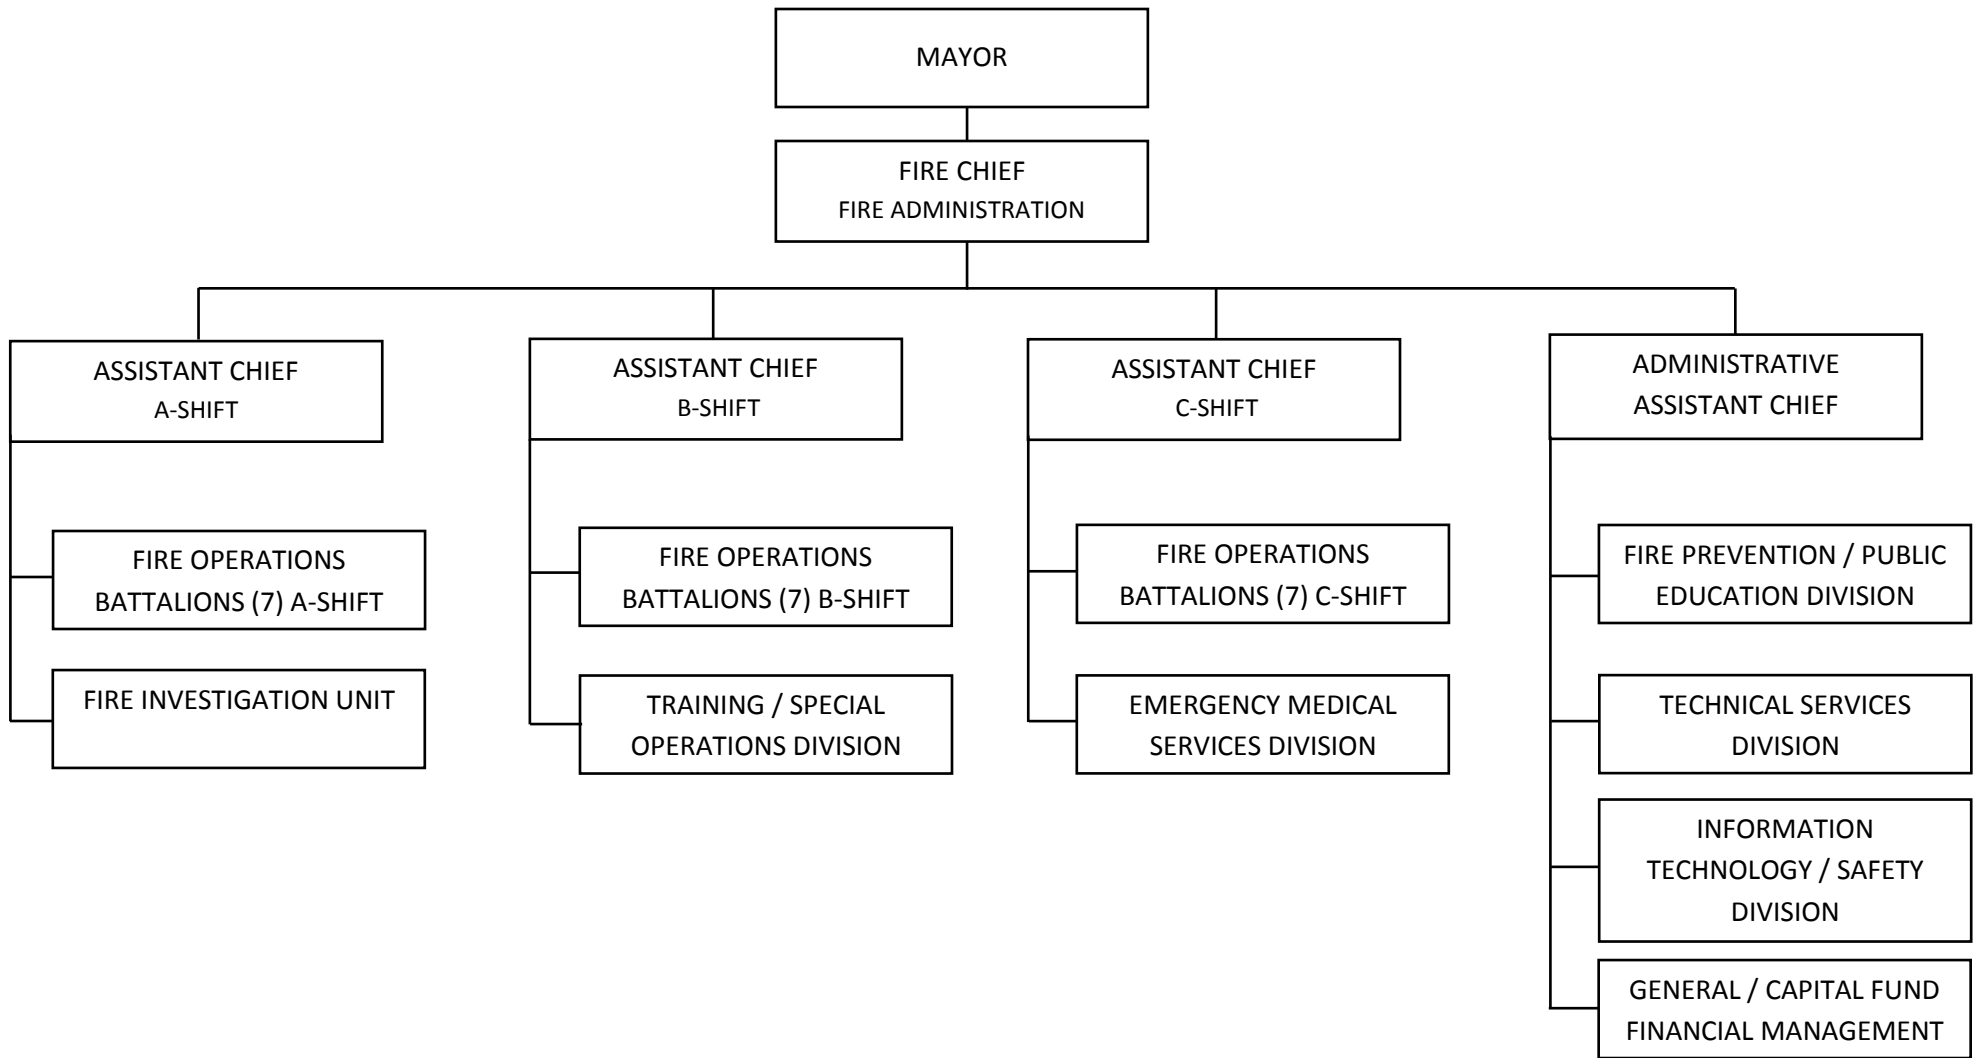 MAYOR
FIRE CHIEF
FIRE ADMINISTRATION
ASSISTANT CHIEF
A-SHIFT
ASSISTANT CHIEF
B-SHIFT
ASSISTANT CHIEF
C-SHIFT
ADMINISTRATIVE
ASSISTANT CHIEF
FIRE OPERATIONS
BATTALIONS (7) A-SHIFT
FIRE INVESTIGATION UNIT
FIRE OPERATIONS
BATTALIONS (7) B-SHIFT
TRAINING / SPECIAL
OPERATIONS DIVISION
FIRE OPERATIONS
BATTALIONS (7) C-SHIFT
EMERGENCY MEDICAL
SERVICES DIVISION
FIRE PREVENTION / PUBLIC
EDUCATION DIVISION
TECHNICAL SERVICES
DIVISION
INFORMATION
TECHNOLOGY / SAFETY
DIVISION
GENERAL / CAPITAL FUND
FINANCIAL MANAGEMENT